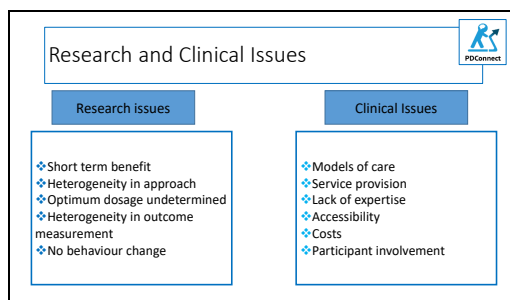 Research and Clinical Issues
PDConnect
Research issues
❖Short term benefit
❖Heterogeneity in approach
❖Optimum dosage undetermined
❖Heterogeneity in outcome
measurement
❖No behaviour change
Clinical Issues
❖Models of care
❖Service provision
❖Lack of expertise
❖Accessibility
❖Costs
❖Participant involvement